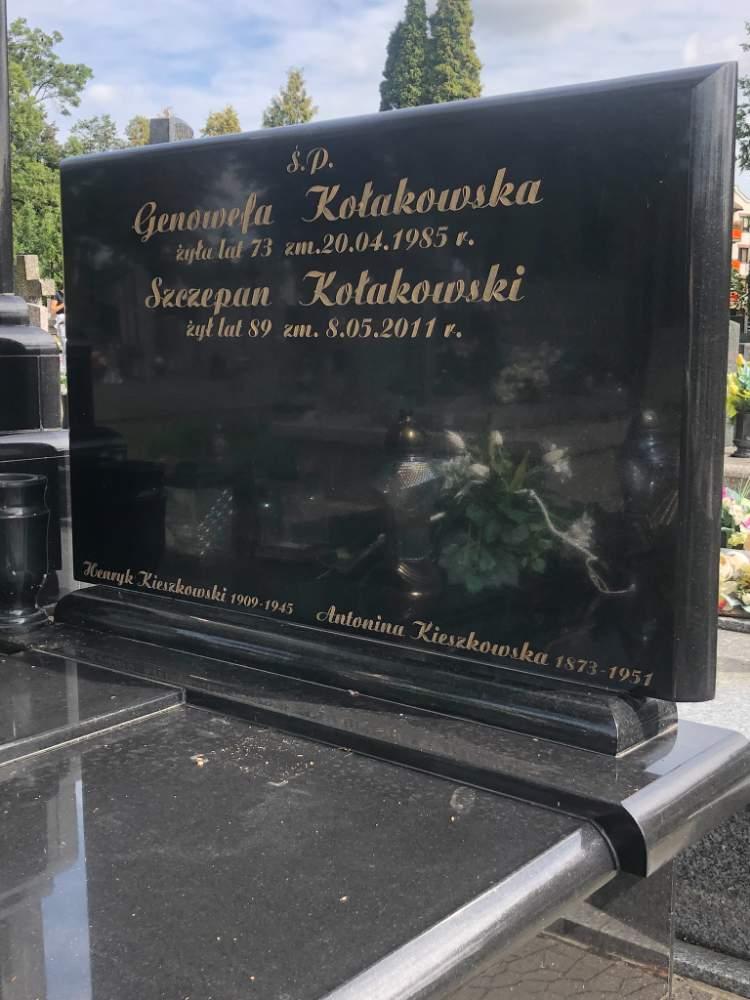 Ś.P.
Genowefa Kołakowska
żyła lat 73 zm.20.04.1985 r.
Szczepan Kołakowski
żył lat 89 zm. 8.05.2011 r.
Henryk Kieszkowski 1909-1945
Antonina Kieszkowska 1873-1951